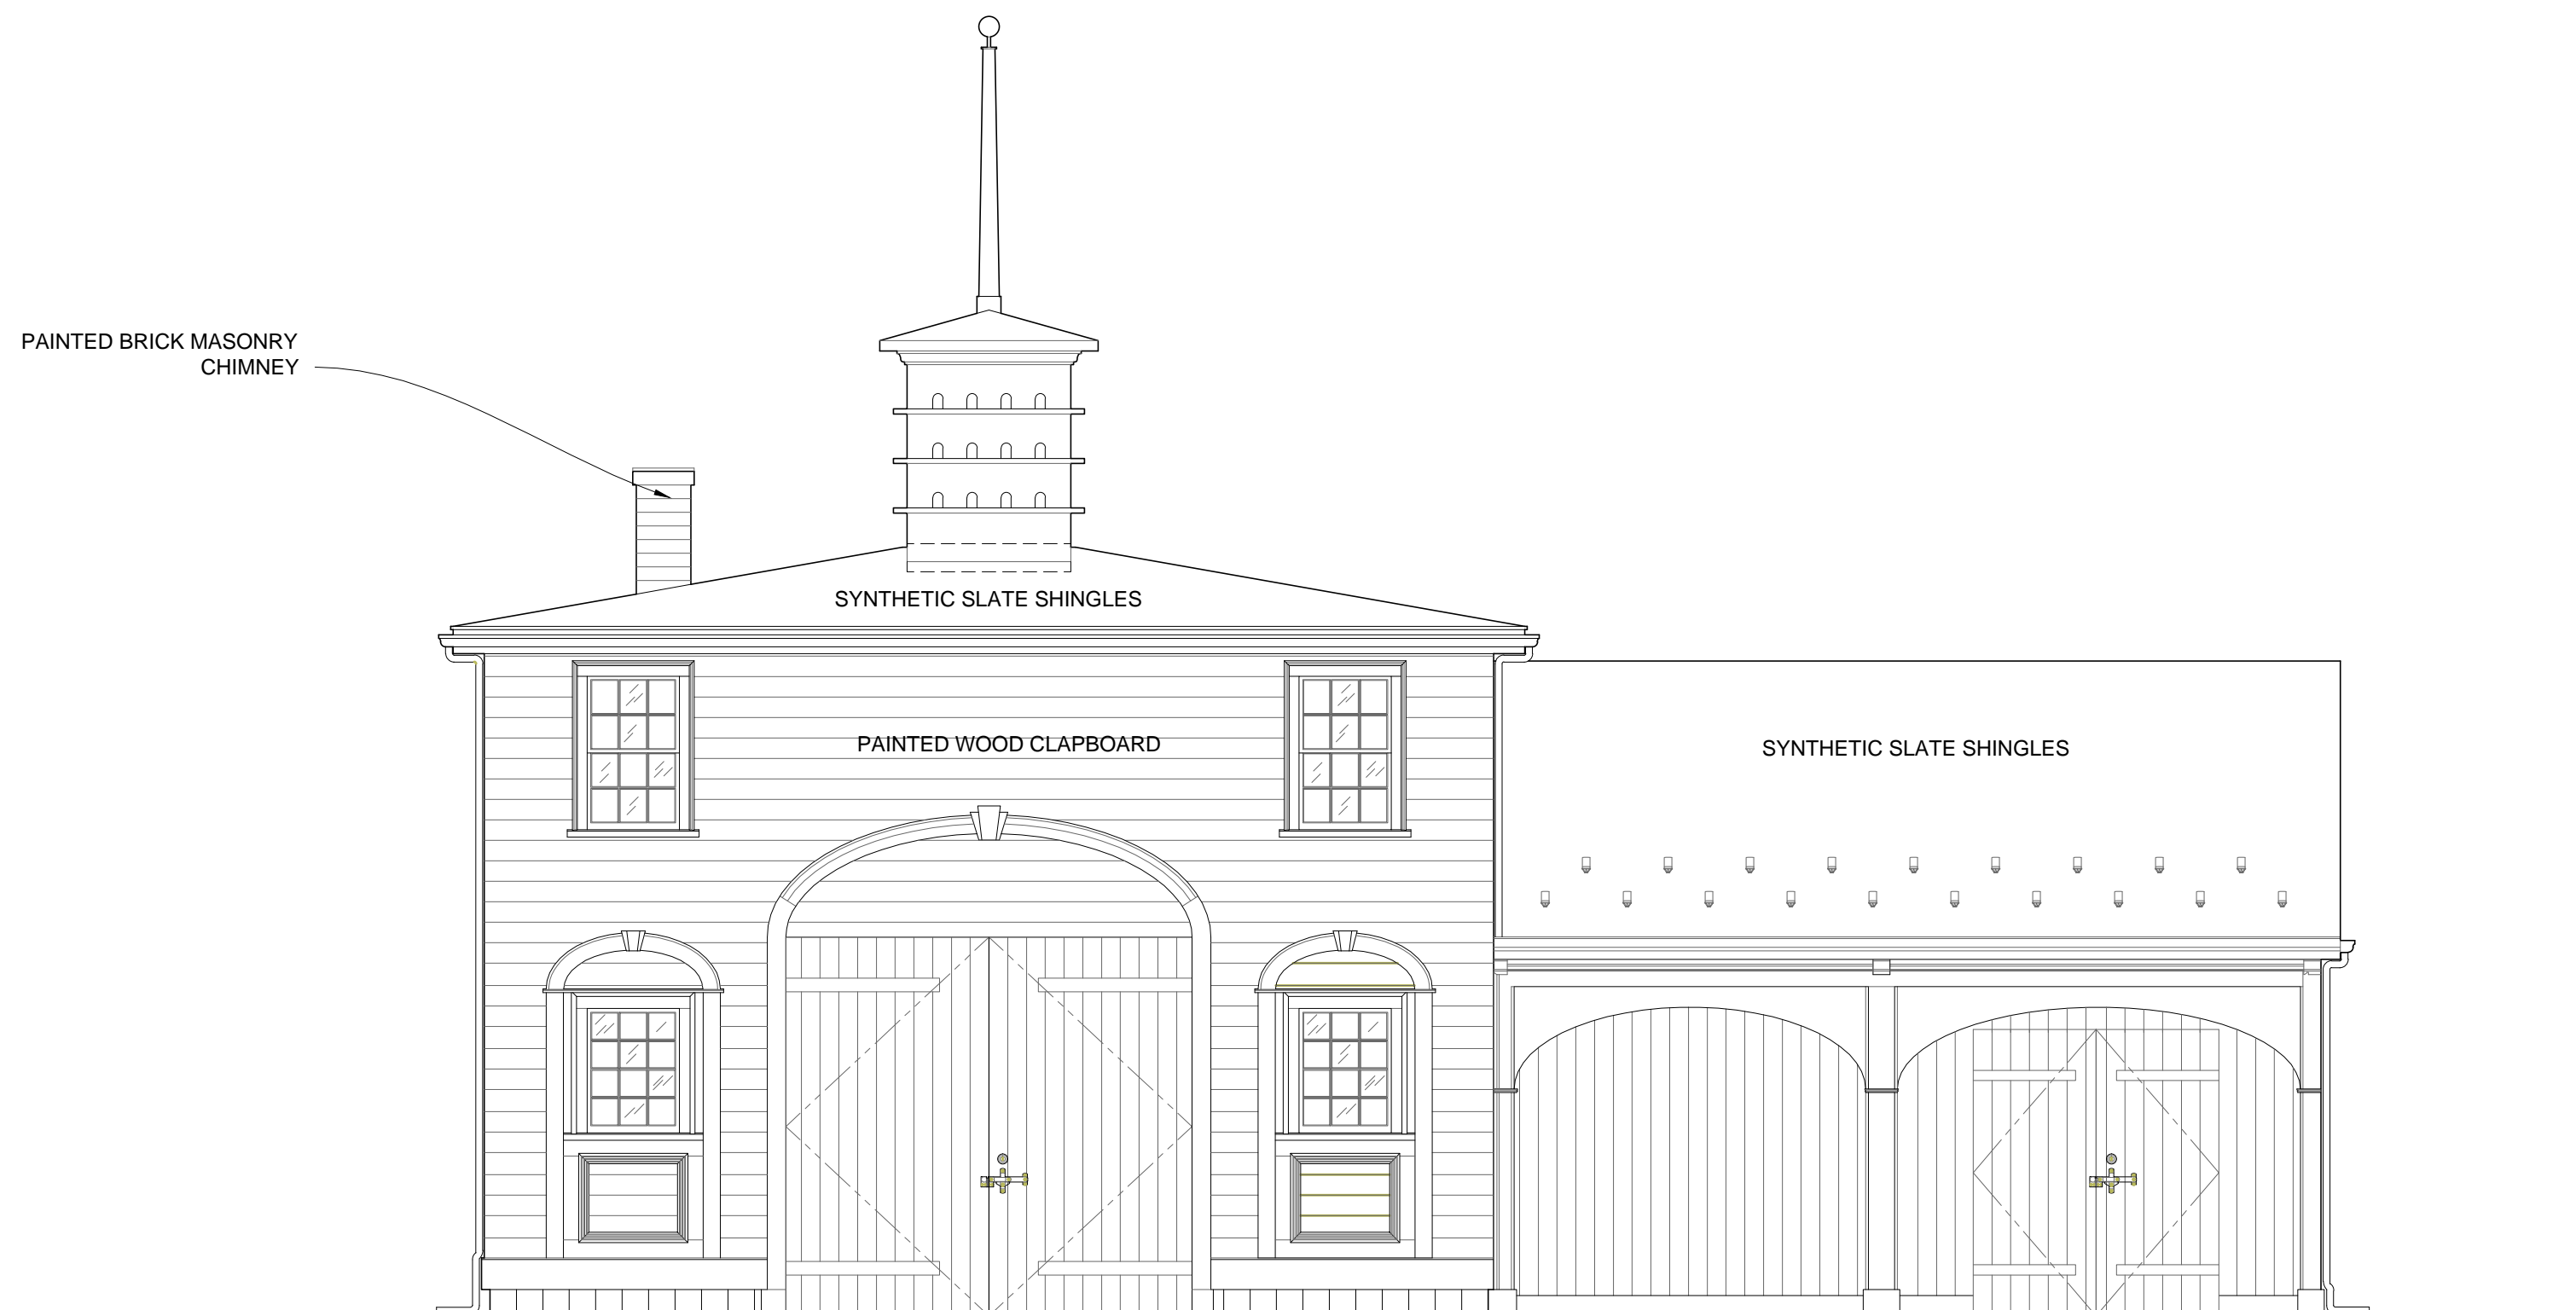 PAINTED BRICK MASONRY
CHIMNEY
SYNTHETIC SLATE SHINGLES
PAINTED WOOD CLAPBOARD
SYNTHETIC SLATE SHINGLES